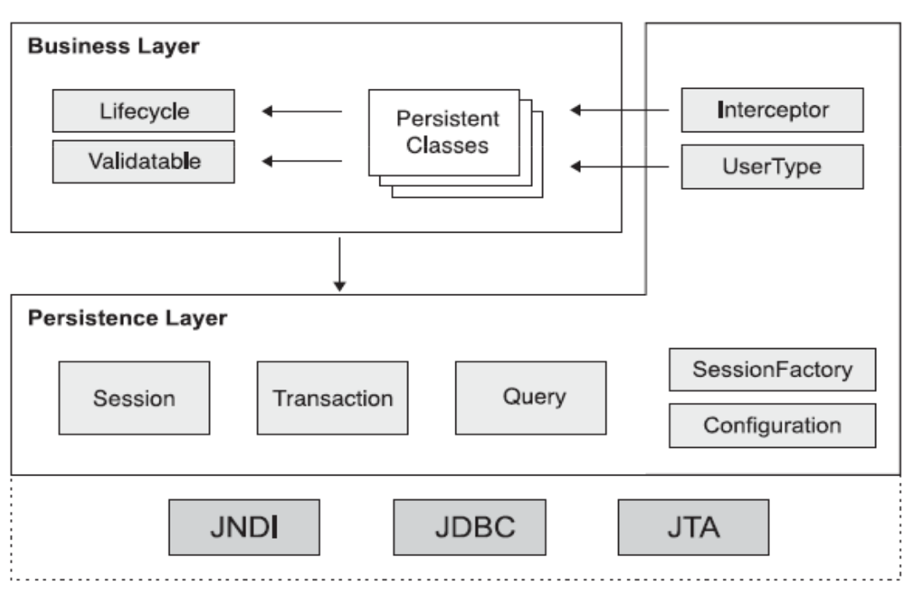 Business Layer
Lifecycle
Validatable
Persistent
Classes
Interceptor
UserType
Persistence Layer
Session
Transaction
Query
SessionFactory
Configuration
JNDI
JDBC
JTA